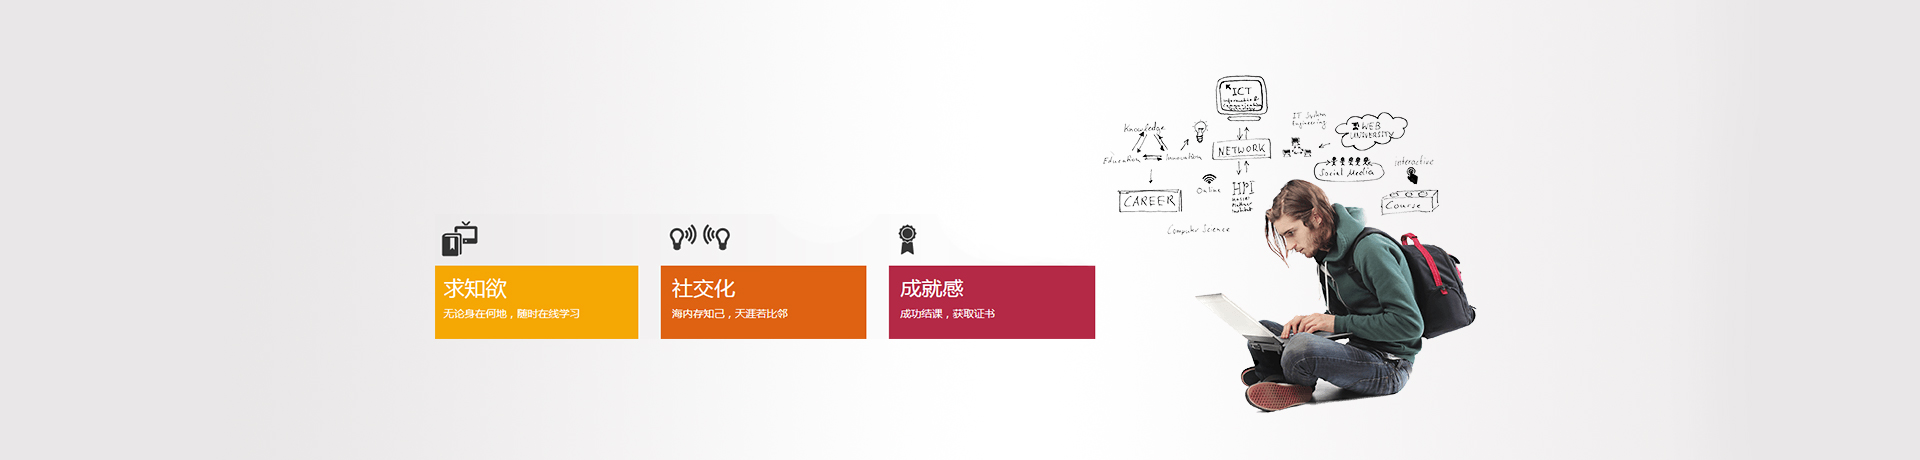 求知欲
无论身在何地，随时在线学习
社交化
海内存知己，天涯若比邻
成就感
成功结课，获取证书
ICT
NETWORK
Knowledge
Education
Innovation
CAREER
Online
HPI
Hasso
Plattner
Institut
Computer Science
IT System
Engineering
WEB
UNIVERSITY
Social Media
interactive
Course